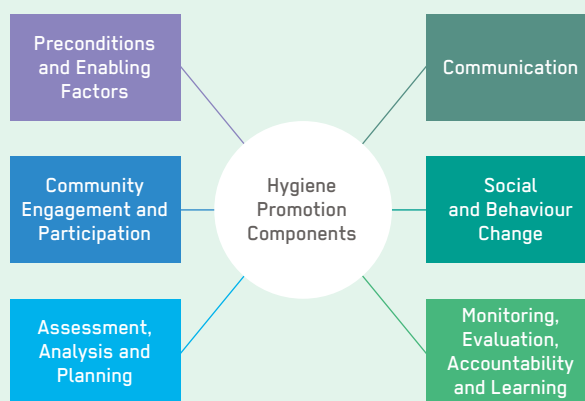 Preconditions
and Enabling
Factors
Communication
Community
Engagement and
Participation
Hygiene
Promotion
Components
Social
and Behaviour
Change
Assessment,
Analysis and
Planning
Monitoring,
Evaluation,
Accountability
and Learning